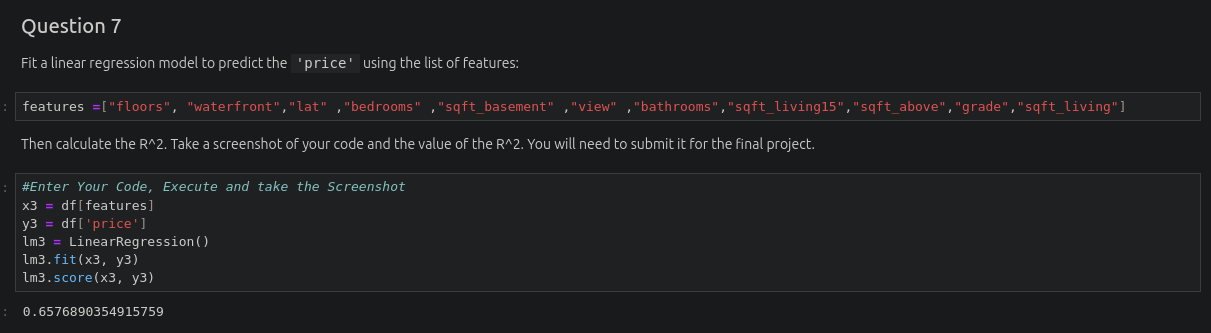 Question 7
Fit a linear regression model to predict the 'price' using the list of features:
: features =["floors", "waterfront","lat" ,"bedrooms" ,"sqft_basement" ,"view" ,"bathrooms","sqft_living15","sqft_above","grade","sqft_living"]
Then calculate the R^2. Take a screenshot of your code and the value of the R^2. You will need to submit it for the final project.
: #Enter Your Code, Execute and take the Screenshot
x3 = df[features]
y3 = df['price']
lm3 = LinearRegression()
lm3.fit(x3, y3)
lm3.score(x3, y3)
: 0.6576890354915759